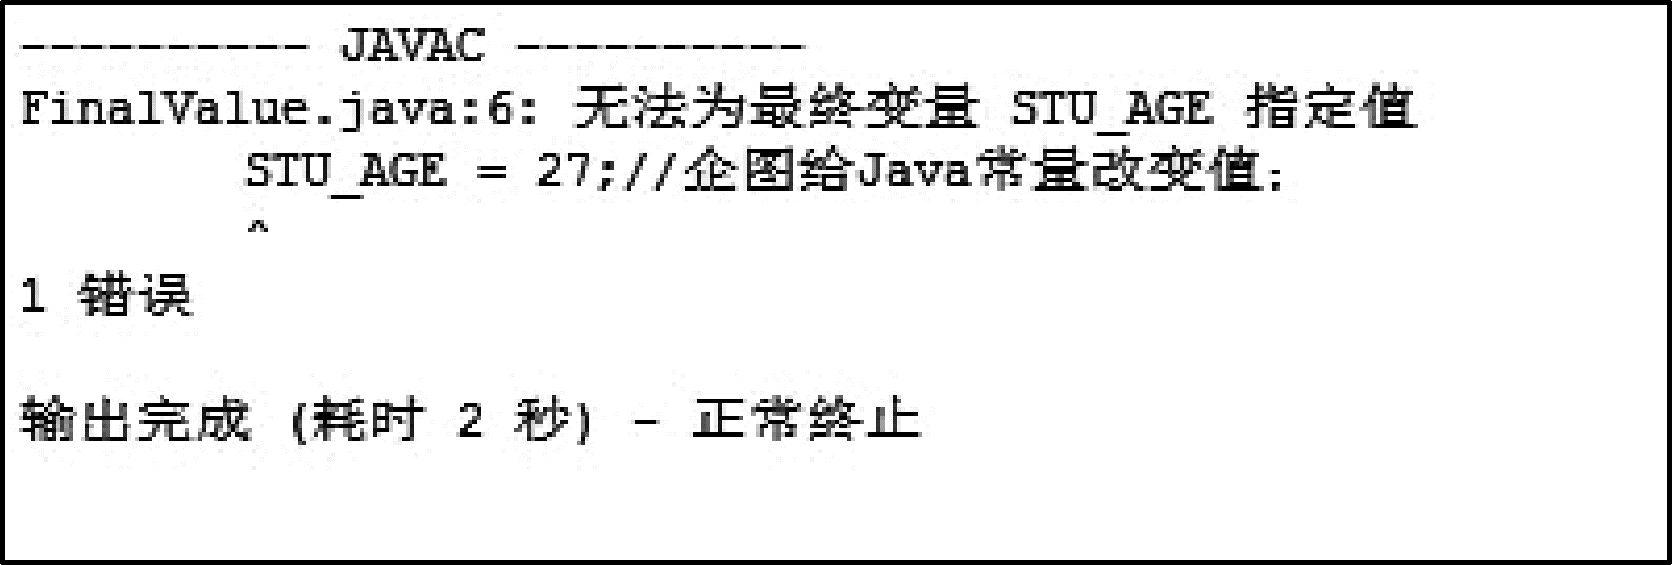 ---------- JAVAC ----------
FinalValue.java:6: 无法为最终变量 STU_AGE 指定值
STU_AGE = 27;//企图给Java常量改变值;
^
1 错误
输出完成 (耗时 2 秒) - 正常终止